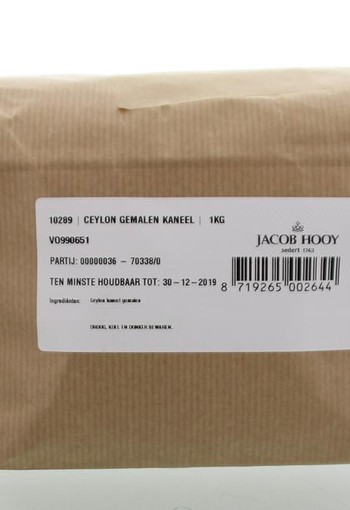 10289 | CEYLON GEMALEN KANEEL | 1KG
VO990651
PARTIJ: 00000036 - 70338/0
TEN MINSTE HOUDBAAR TOT: 30-12-2019
Ingrediënten: Ceylon kaneel gemalen
DROOG, KOEL EN DONKER BEWAREN.
JACOB HOOY
sedert 1743
8 719265 002644